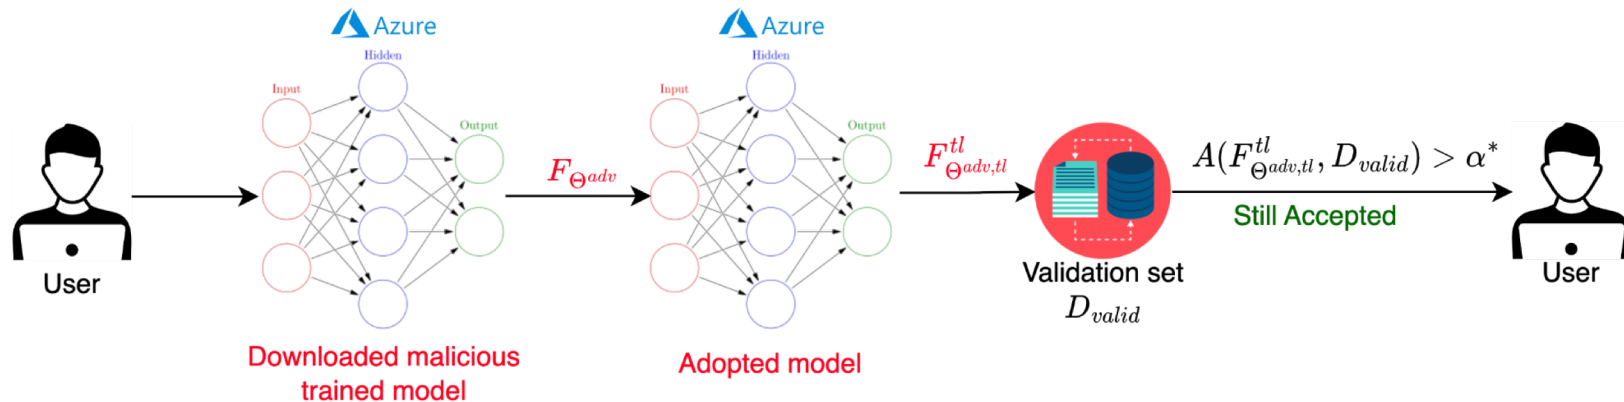 Azure
Hidden
Input
Output
Azure
Hidden
Input
Output
User
Downloaded malicious
trained model
F_{Θ^{adv}}
Adopted model
F^{tl}_{Θ^{adv,tl}}
Validation set
D_{valid}
A(F^{tl}_{Θ^{adv,tl}}, D_{valid}) > α^*
Still Accepted
User